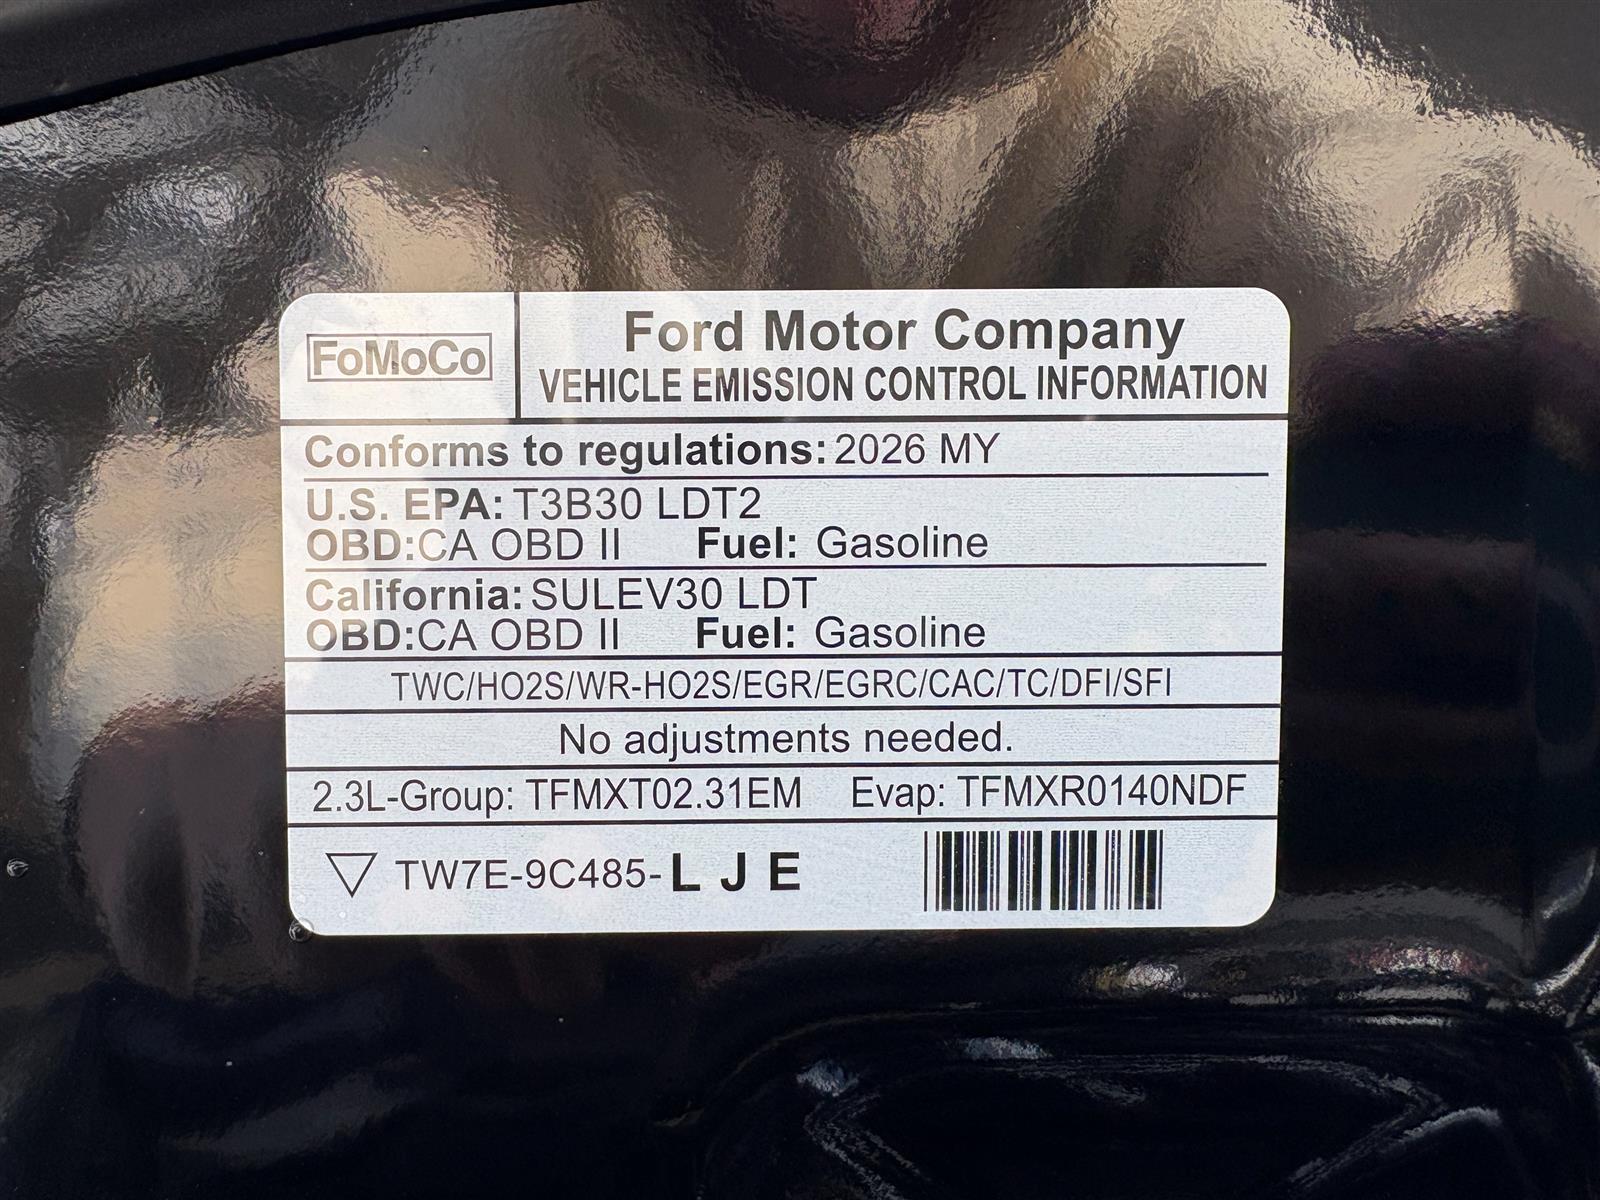 FoMoCo
Ford Motor Company
VEHICLE EMISSION CONTROL INFORMATION
Conforms to regulations: 2026 MY
U.S. EPA: T3B30 LDT2
OBD: CA OBD II Fuel: Gasoline
California: SULEV30 LDT
OBD: CA OBD II Fuel: Gasoline
TWC/HO2S/WR-HO2S/EGR/EGRC/CAC/TC/DFI/SFI
No adjustments needed.
2.3L-Group: TFMXT02.31EM Evap: TFMXR0140NDF
TW7E-9C485-L J E